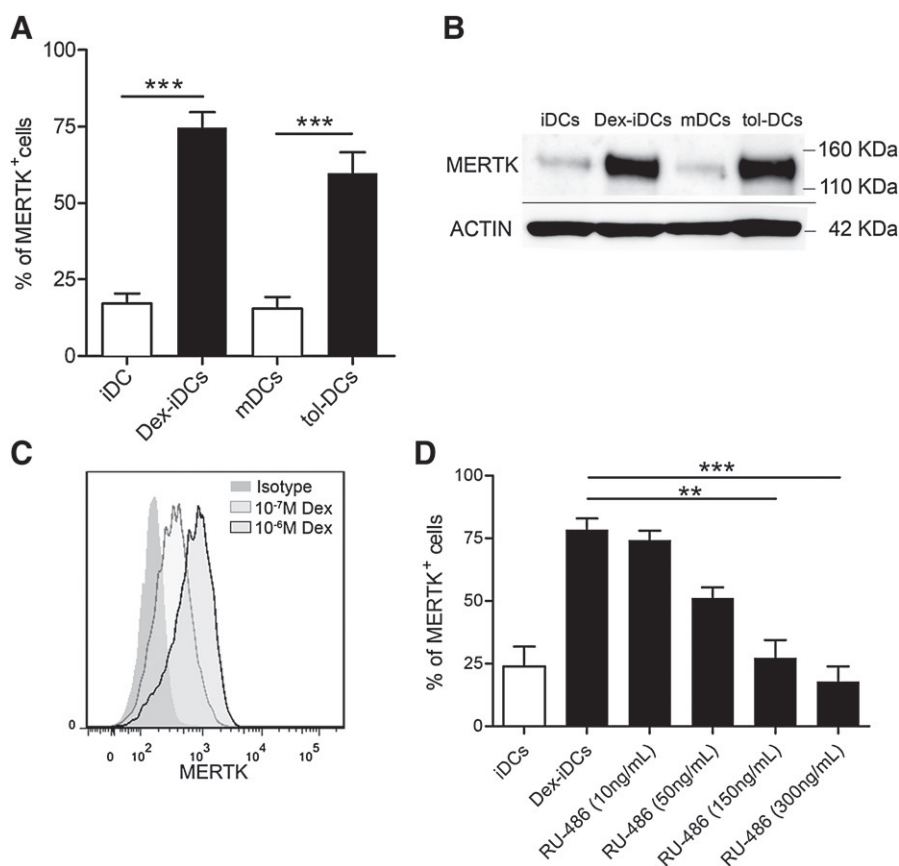 A
% of MERTK+ cells
100
75
50
25
0
***
***
iDC
Dex-iDCs
mDCs
tol-DCs
B
iDCs Dex-iDCs mDCs tol-DCs
MERTK
160 KDa
110 KDa
ACTIN
42 KDa
C
Isotype
10⁻⁷M Dex
10⁻⁶M Dex
0
0 10² 10³ 10⁴ 10⁵
MERTK
D
% of MERTK⁺ cells
100
75
50
25
0
***
**
iDCs
Dex-iDCs
RU-486 (10ng/mL)
RU-486 (50ng/mL)
RU-486 (150ng/mL)
RU-486 (300ng/mL)